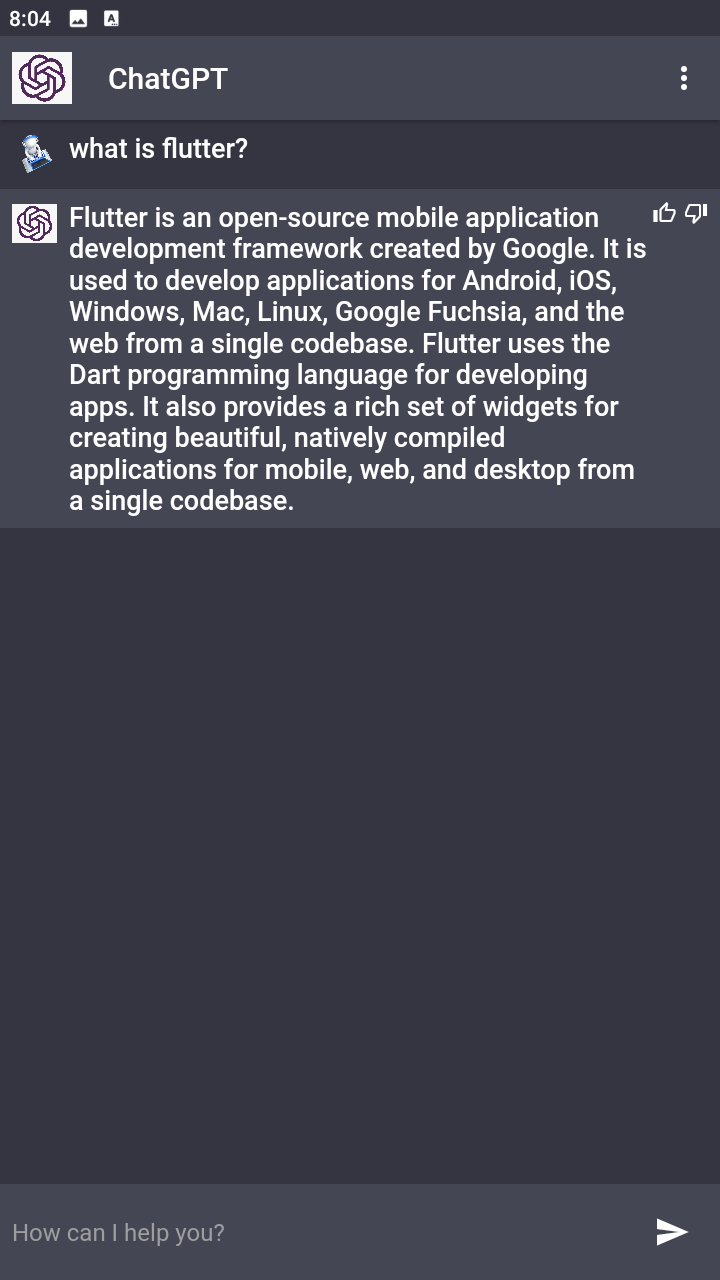 8:04
ChatGPT
what is flutter?
Flutter is an open-source mobile application
development framework created by Google. It is
used to develop applications for Android, iOS,
Windows, Mac, Linux, Google Fuchsia, and the
web from a single codebase. Flutter uses the
Dart programming language for developing
apps. It also provides a rich set of widgets for
creating beautiful, natively compiled
applications for mobile, web, and desktop from
a single codebase.
How can I help you?